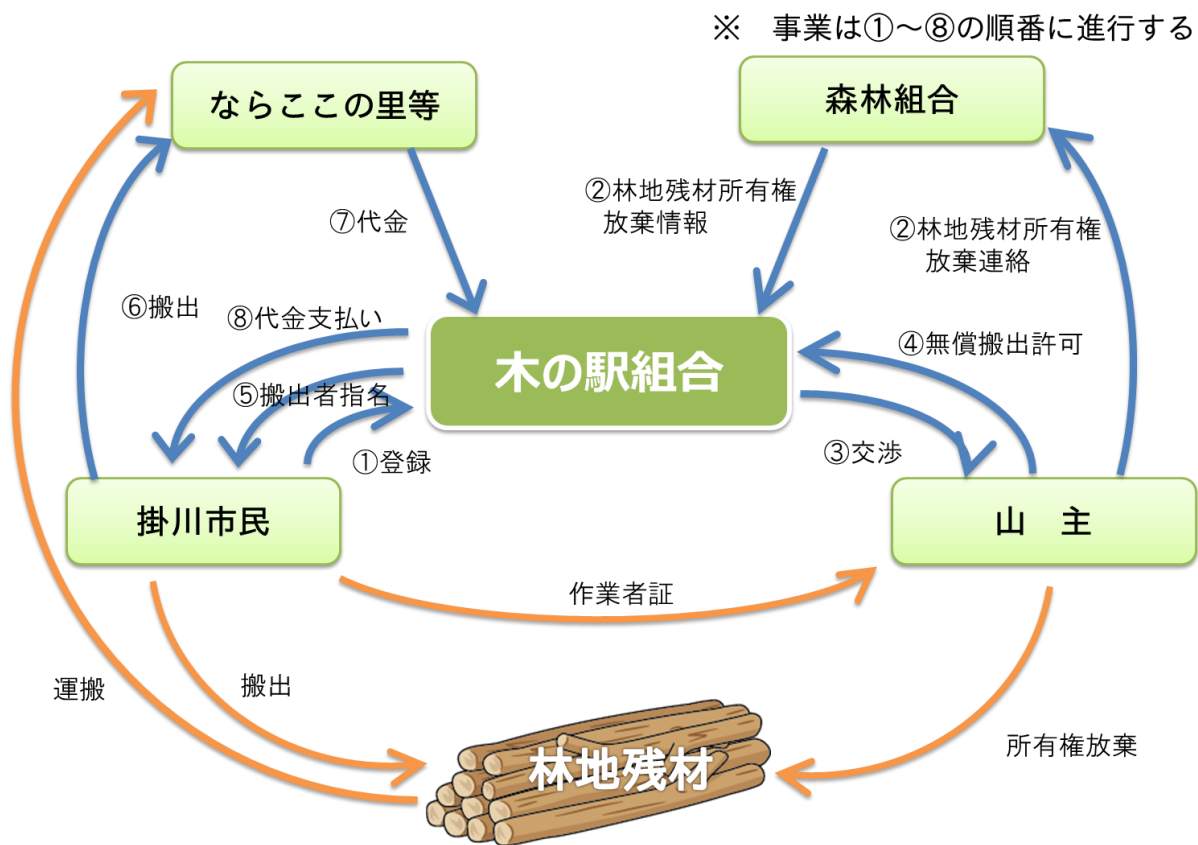 ※　事業は①～⑧の順番に進行する
ならここの里等
森林組合
②林地残材所有権
放棄情報
⑦代金
②林地残材所有権
放棄連絡
⑥搬出
⑧代金支払い
④無償搬出許可
木の駅組合
⑤搬出者指名
①登録
③交渉
掛川市民
山　主
作業者証
運搬
搬出
所有権放棄
林地残材